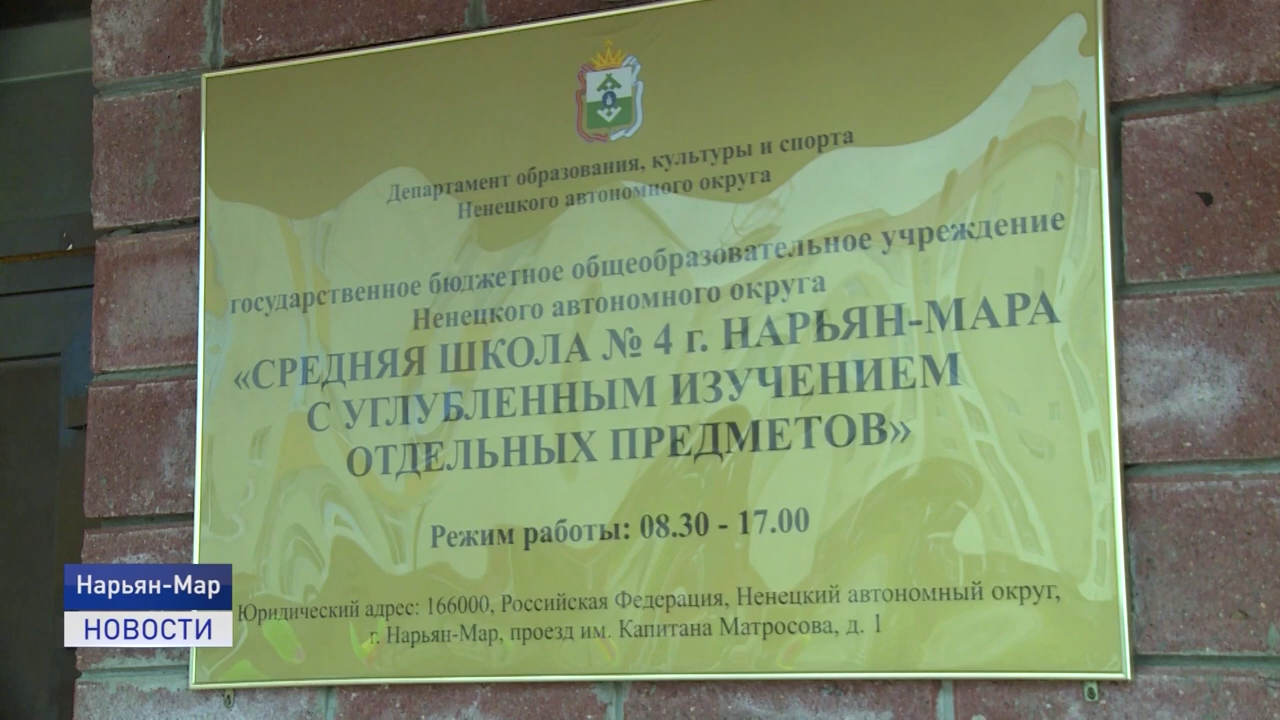 Департамент образования, культуры и спорта
Ненецкого автономного округа
государственное бюджетное общеобразовательное учреждение
Ненецкого автономного округа
«СРЕДНЯЯ ШКОЛА № 4 г. НАРЬЯН-МАРА
С УГЛУБЛЕННЫМ ИЗУЧЕНИЕМ
ОТДЕЛЬНЫХ ПРЕДМЕТОВ»
Режим работы: 08.30 - 17.00
Юридический адрес: 166000, Российская Федерация, Ненецкий автономный округ,
г. Нарьян-Мар, проезд им. Капитана Матросова, д. 1
Нарьян-Мар
НОВОСТИ